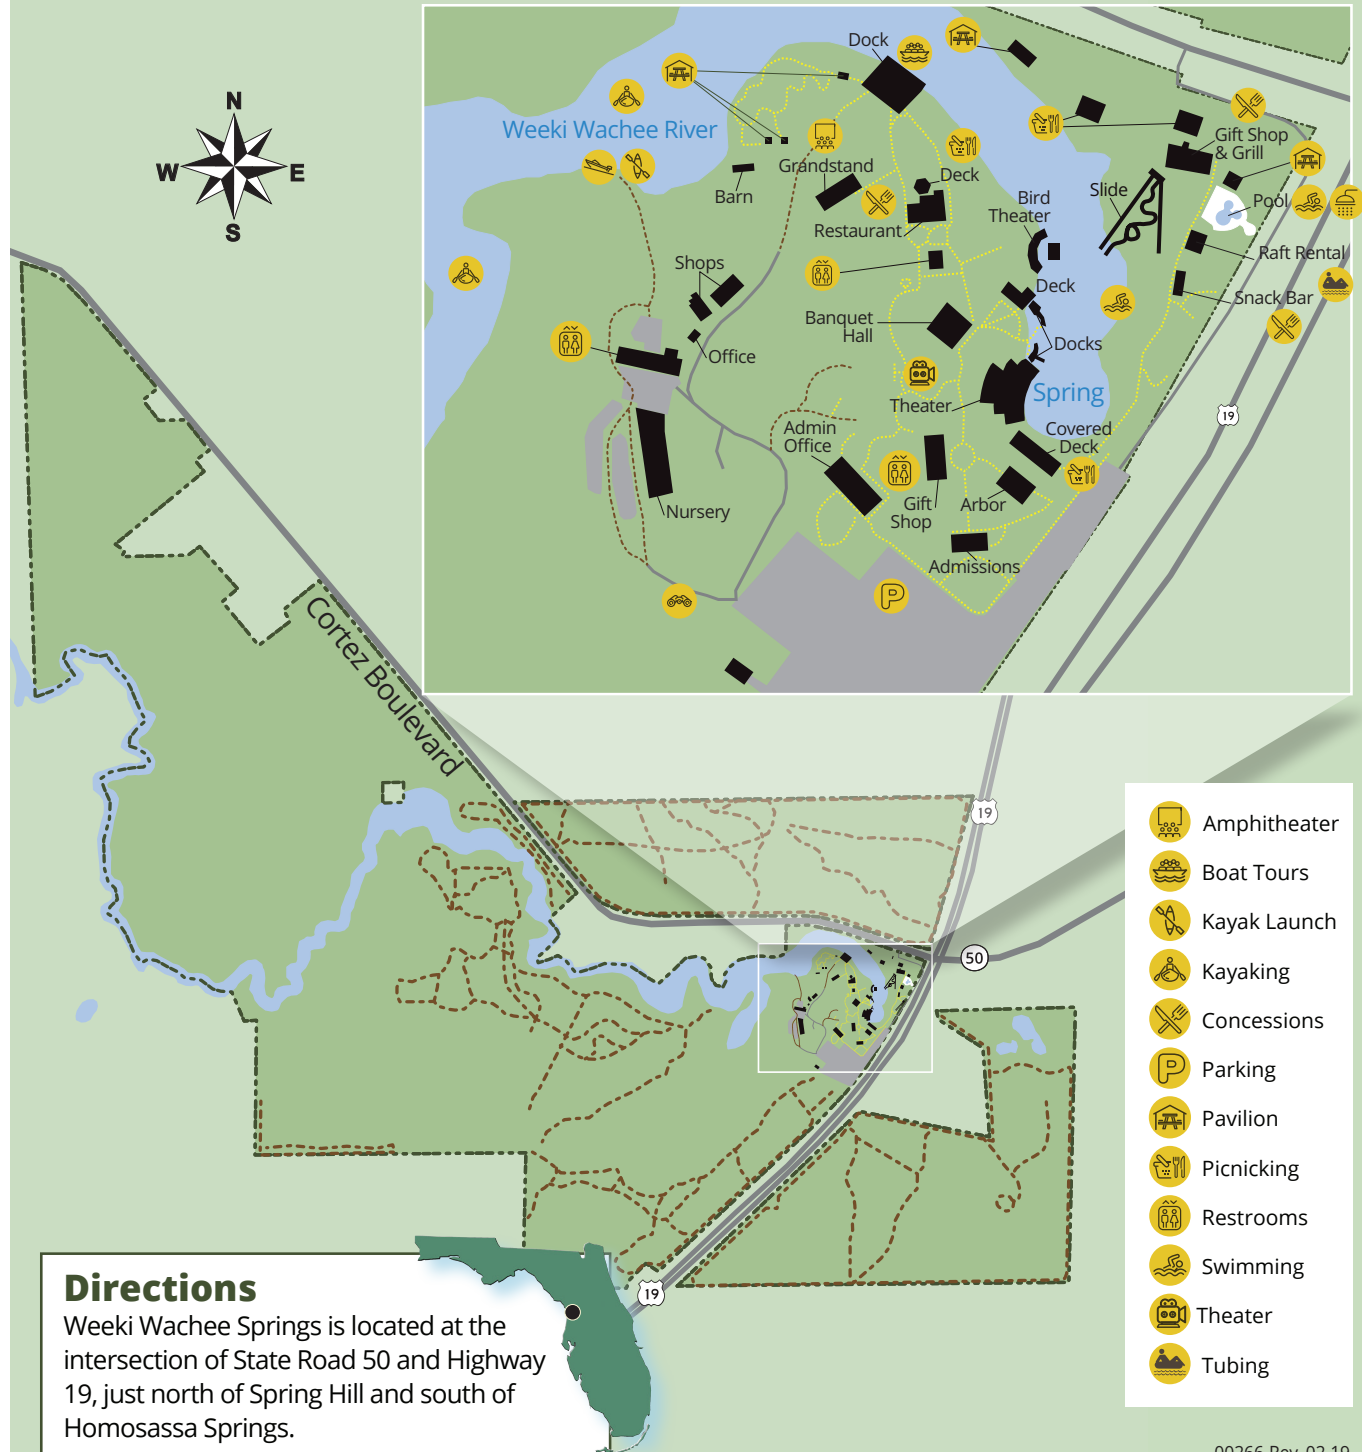 N
W
E
S
Dock
Weeki Wachee River
Grandstand
Barn
Deck
Restaurant
Bird
Theater
Slide
Gift Shop
& Grill
Pool
Raft Rental
Snack Bar
Shops
Office
Deck
Banquet
Hall
Docks
Theater
Spring
Admin
Office
Covered
Deck
Gift
Shop
Arbor
Nursery
Admissions
P
19
Cortez Boulevard
19
50
19
Amphitheater
Boat Tours
Kayak Launch
Kayaking
Concessions
P Parking
Pavilion
Picnicking
Restrooms
Swimming
Theater
Tubing
Directions
Weeki Wachee Springs is located at the
intersection of State Road 50 and Highway
19, just north of Spring Hill and south of
Homosassa Springs.